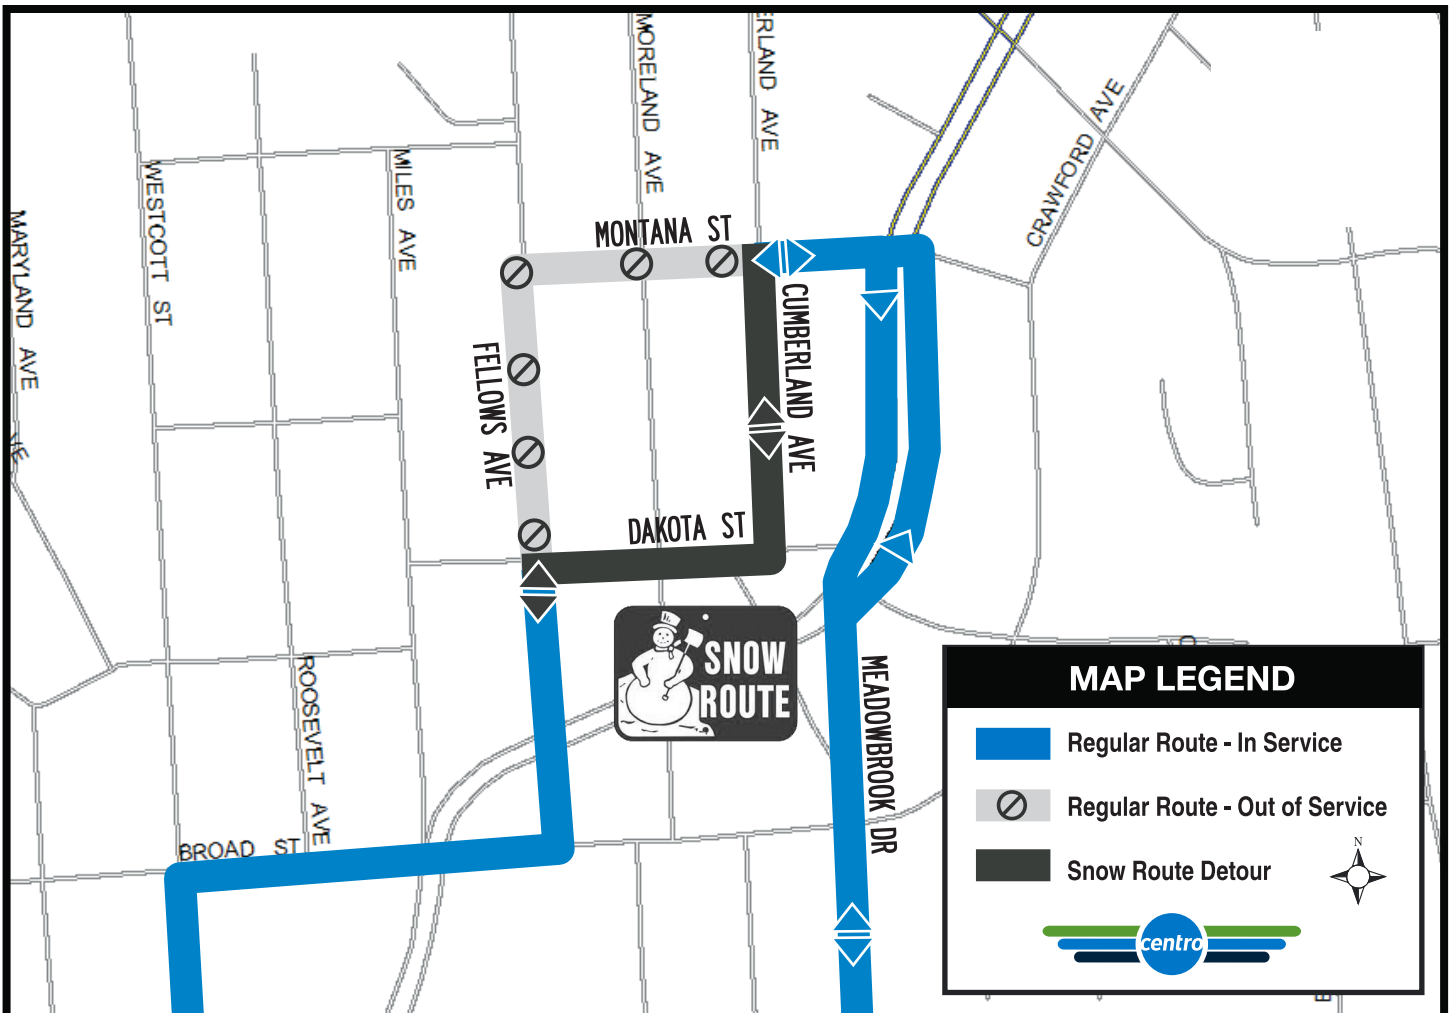 MORELAND AVE
ERLAND AVE
CRAWFORD AVE
WESTCOTT ST
MILES AVE
MARYLAND AVE
MONTANA ST
CUMBERLAND AVE
FELLOWS AVE
DAKOTA ST
SNOW
ROUTE
ROOSEVELT AVE
MEADOWBROOK DR
BROAD ST
MAP LEGEND
Regular Route - In Service
Regular Route - Out of Service
Snow Route Detour
N
centro